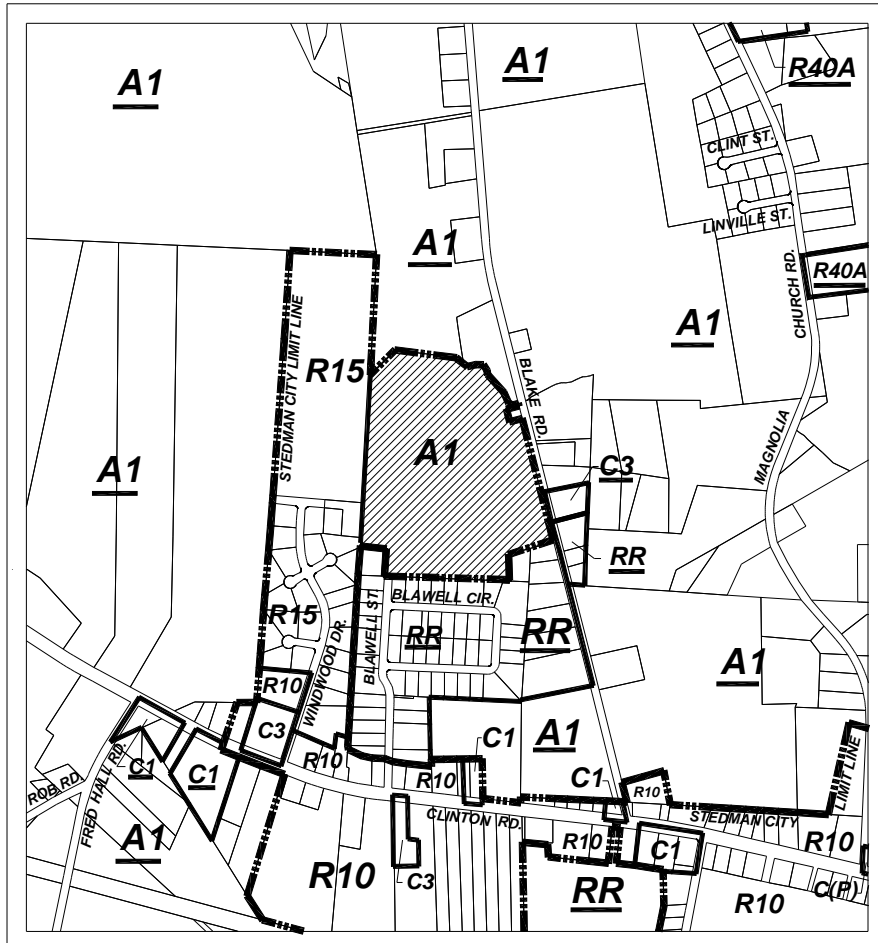 A1
A1
R40A
CLINT ST.
LINVILLE ST.
A1
R40A
CHURCH RD.
STEDMAN CITY LIMIT LINE
R15
A1
BLAKE RD.
A1
MAGNOLIA
A1
C3
RR
R15
WINDWOOD DR.
BLAWELL ST.
BLAWELL CIR.
RR
RR
A1
R10
C3
C1
A1
R10
R10
C1
C1
R10
LIMIT LINE
STEDMAN CITY
CLINTON RD.
ROB RD.
FRED HALL RD.
C1
A1
R10
C3
R10
C1
R10
RR
R10
C(P)